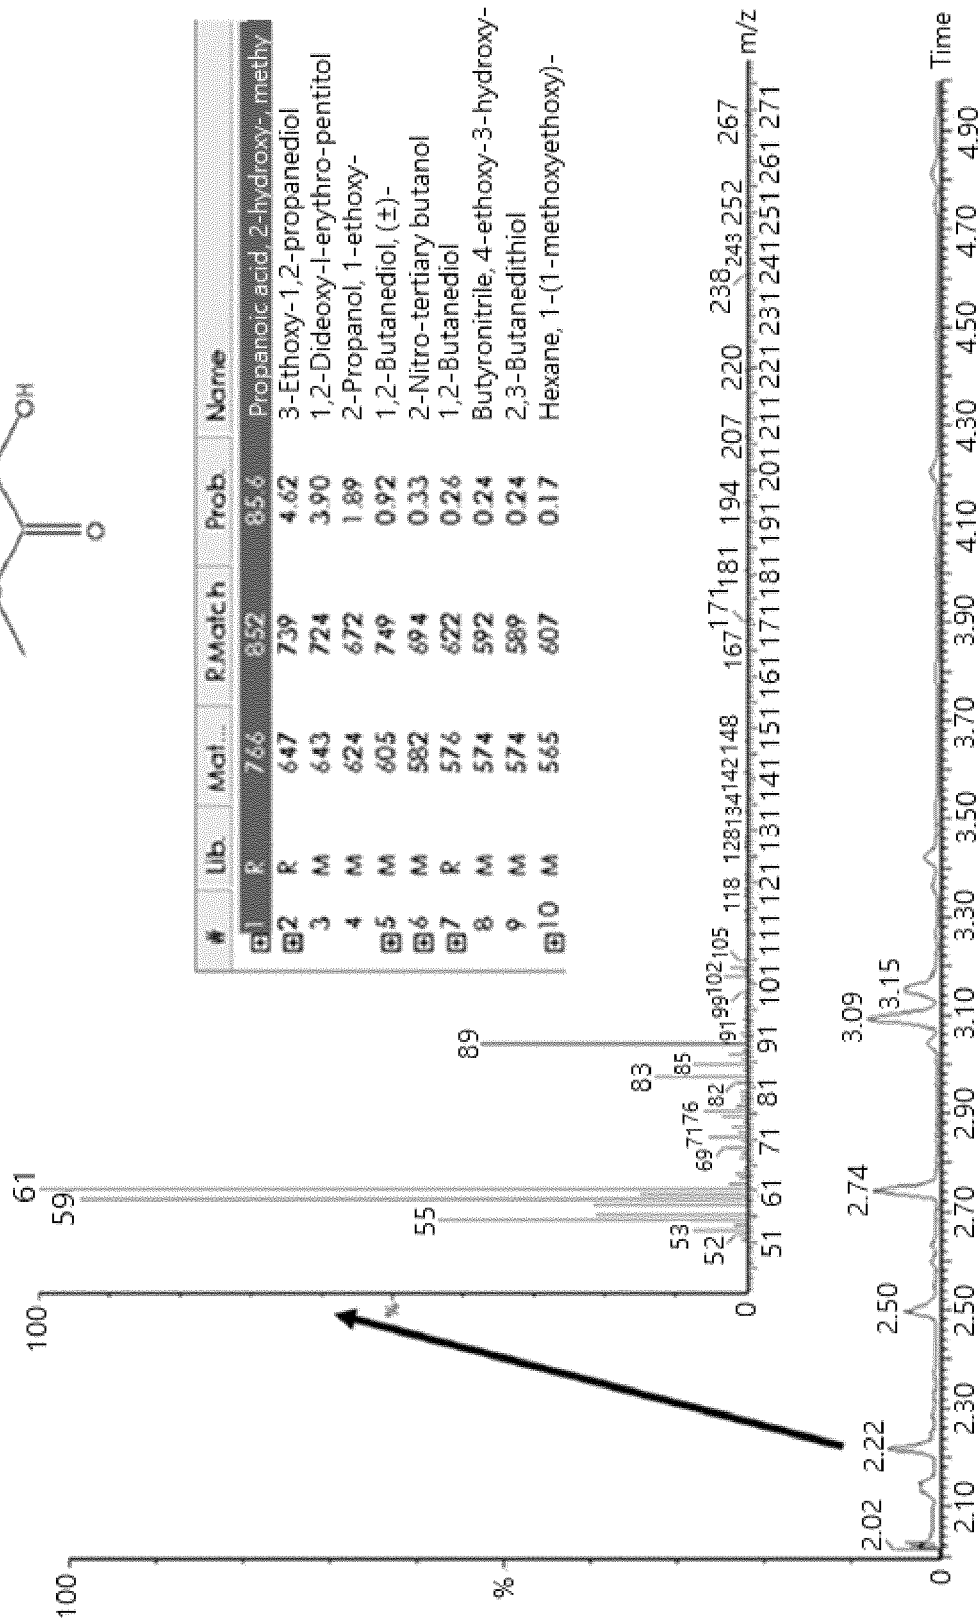 OH
O
# Lib. Mat... R.Match Prob. Name
1 R 766 852 85.6 Propanoic acid, 2-hydroxy-, methy
2 R 647 739 4.62 3-Ethoxy-1,2-propanediol
3 M 643 724 3.90 1,2-Dideoxy-l-erythro-pentitol
4 M 624 672 1.89 2-Propanol, 1-ethoxy-
5 M 605 749 0.92 1,2-Butanediol, (±)-
6 M 582 694 0.33 2-Nitro-tertiary butanol
7 R 576 622 0.26 1,2-Butanediol
8 M 574 592 0.24 Butyronitrile, 4-ethoxy-3-hydroxy-
9 M 574 589 0.24 2,3-Butanedithiol
10 M 565 607 0.17 Hexane, 1-(1-methoxyethoxy)-
100
%
0
61
59
55
53
52
69 71 76
82
83
85
89
91 99 102 105
118 128 134 142 148
167 171 181 194 207 220
238 243 252 267
51 61 71 81 91 101 111 121 131 141 151 161 171 181 191 201 211 221 231 241 251 261 271
m/z
100
%
0
2.02
2.22
2.50
2.74
3.09
3.15
2.10 2.30 2.50 2.70 2.90 3.10 3.30 3.50 3.70 4.10 4.30 4.50 4.70 4.90
Time